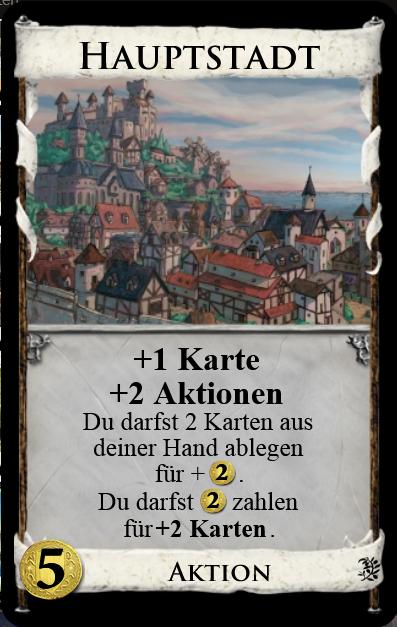 HAUPTSTADT
+1 Karte
+2 Aktionen
Du darfst 2 Karten aus
deiner Hand ablegen
für + 2 .
Du darfst 2 zahlen
für +2 Karten .
5
AKTION